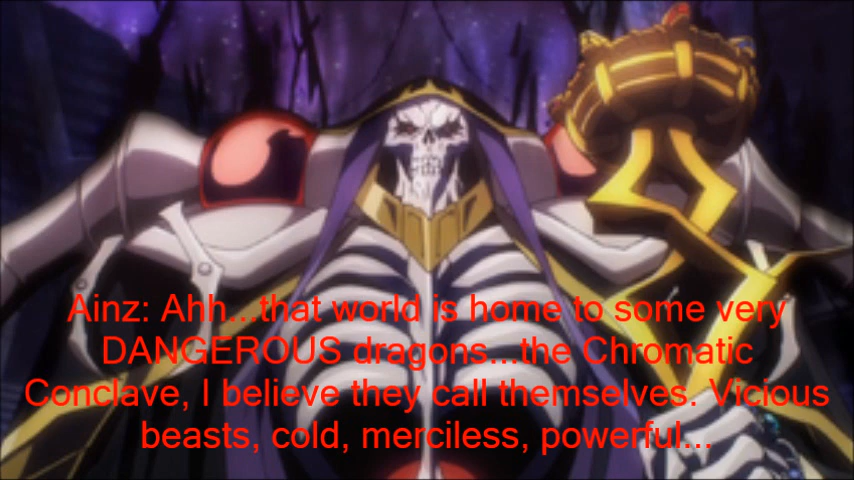 Ainz: Ahh...that world is home to some very
DANGEROUS dragons...the Chromatic
Conclave, I believe they call themselves. Vicious
beasts, cold, merciless, powerful...